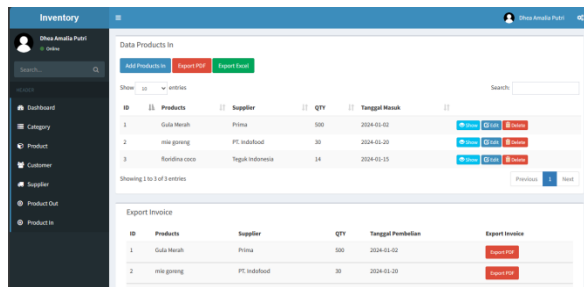 Inventory
Dhea Amalia Putri
Dhea Amalia Putri
Online
Search...
HEADER
Dashboard
Category
Product
Customer
Supplier
Product Out
Product In
Data Products In
Add Products In Export PDF Export Excel
Show 10 entries Search:
ID Products Supplier QTY Tanggal Masuk
1 Gula Merah Prima 500 2024-01-02 Show Edit Delete
2 mie goreng PT. Indofood 30 2024-01-20 Show Edit Delete
3 floridina coco Teguk Indonesia 14 2024-01-15 Show Edit Delete
Showing 1 to 3 of 3 entries Previous 1 Next
Export Invoice
ID Products Supplier QTY Tanggal Pembelian Export Invoice
1 Gula Merah Prima 500 2024-01-02 Export PDF
2 mie goreng PT. Indofood 30 2024-01-20 Export PDF